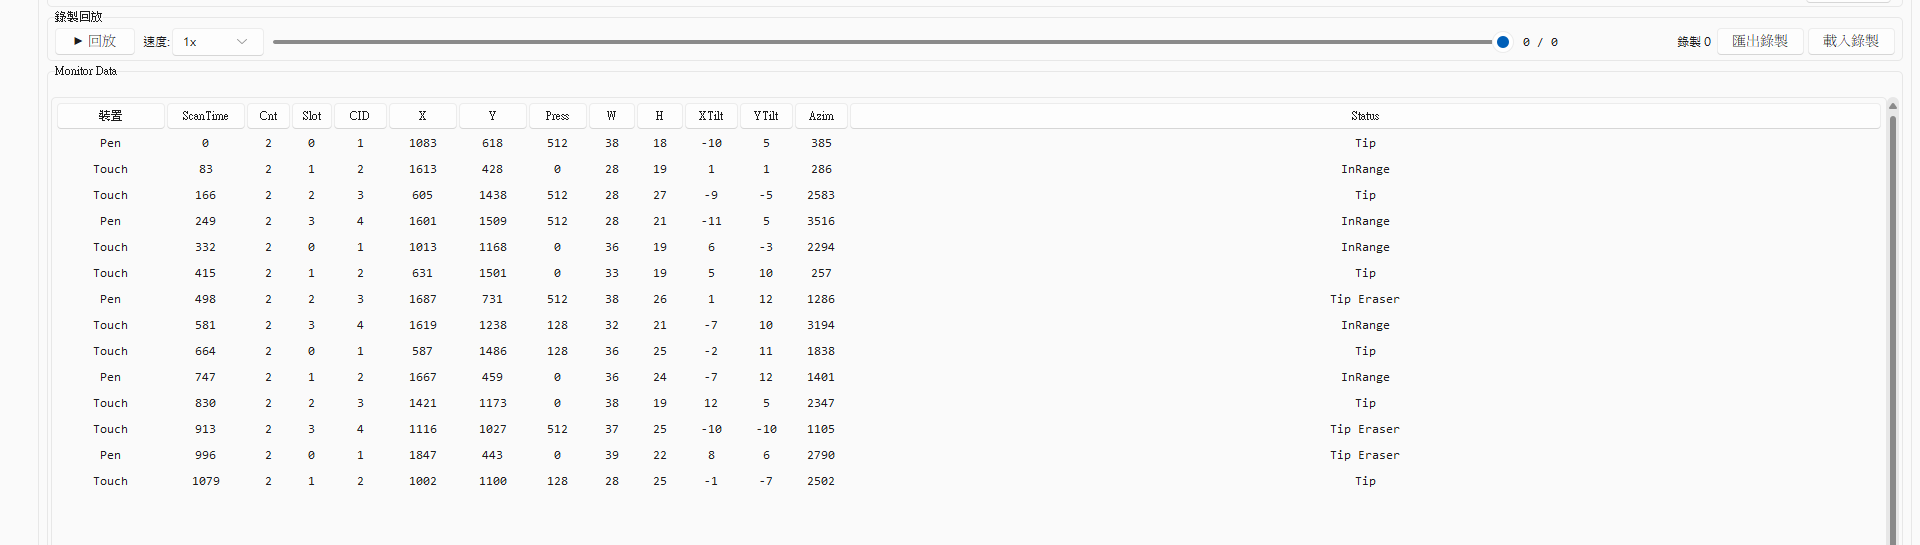 錄製回放
▶ 回放 速度: 1x 0 / 0 錄製 0 匯出錄製 載入錄製
Monitor Data
裝置 ScanTime Cnt Slot CID X Y Press W H XTilt YTilt Azim Status
Pen 0 2 0 1 1083 618 512 38 18 -10 5 385 Tip
Touch 83 2 1 2 1613 428 0 28 19 1 1 286 InRange
Touch 166 2 2 3 605 1438 512 28 27 -9 -5 2583 Tip
Pen 249 2 3 4 1601 1509 512 28 21 -11 5 3516 InRange
Touch 332 2 0 1 1013 1168 0 36 19 6 -3 2294 InRange
Touch 415 2 1 2 631 1501 0 33 19 5 10 257 Tip
Pen 498 2 2 3 1687 731 512 38 26 1 12 1286 Tip Eraser
Touch 581 2 3 4 1619 1238 128 32 21 -7 10 3194 InRange
Touch 664 2 0 1 587 1486 128 36 25 -2 11 1838 Tip
Pen 747 2 1 2 1667 459 0 36 24 -7 12 1401 InRange
Touch 830 2 2 3 1421 1173 0 38 19 12 5 2347 Tip
Touch 913 2 3 4 1116 1027 512 37 25 -10 -10 1105 Tip Eraser
Pen 996 2 0 1 1847 443 0 39 22 8 6 2790 Tip Eraser
Touch 1079 2 1 2 1002 1100 128 28 25 -1 -7 2502 Tip